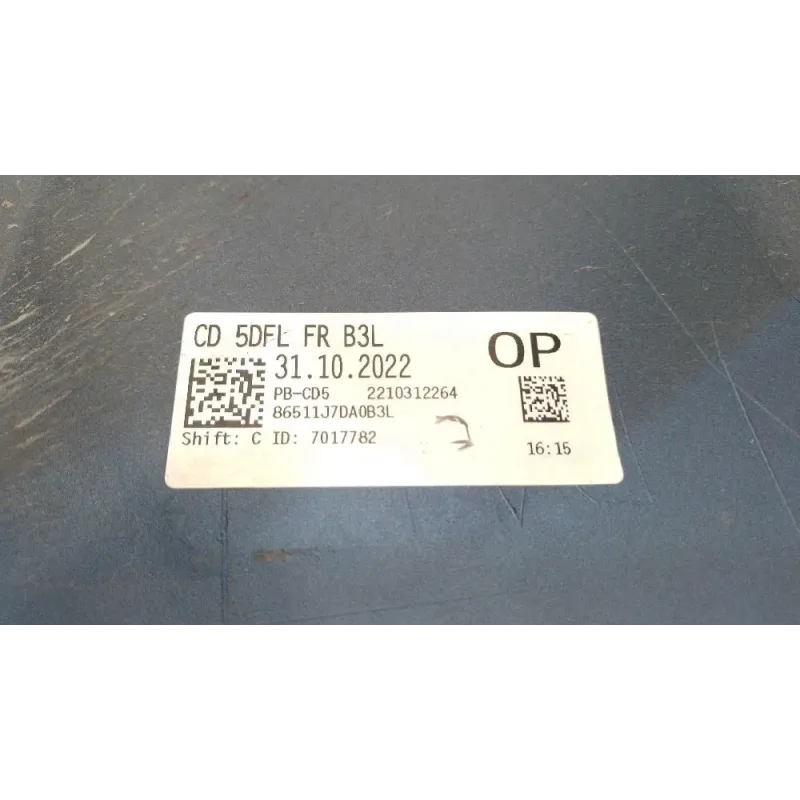 CD 5DFL FR B3L
OP
31.10.2022
PB-CD5 2210312264
86511J7DA0B3L
Shift: C ID: 7017782
16:15